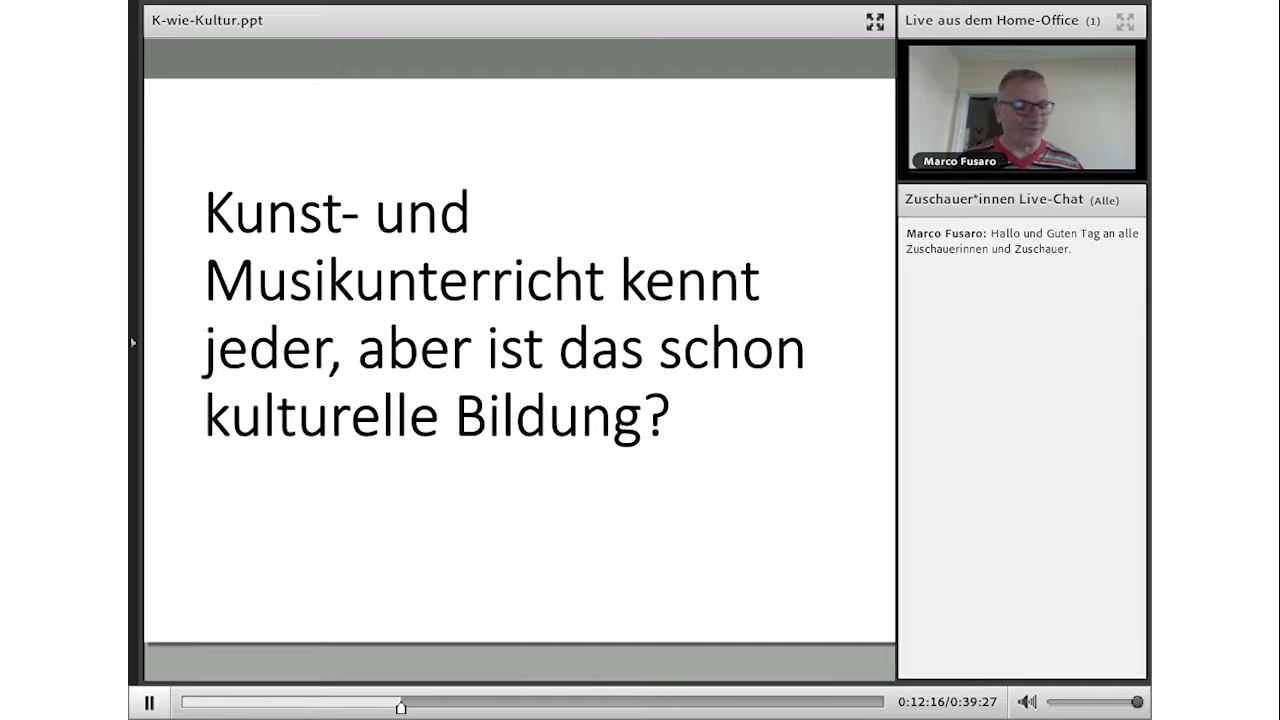 K-wie-Kultur.ppt
Kunst- und
Musikunterricht kennt
jeder, aber ist das schon
kulturelle Bildung?
Live aus dem Home-Office (1)
Marco Fusaro
Zuschauer*innen Live-Chat (Alle)
Marco Fusaro: Hallo und Guten Tag an alle
Zuschauerinnen und Zuschauer.
0:12:16/0:39:27